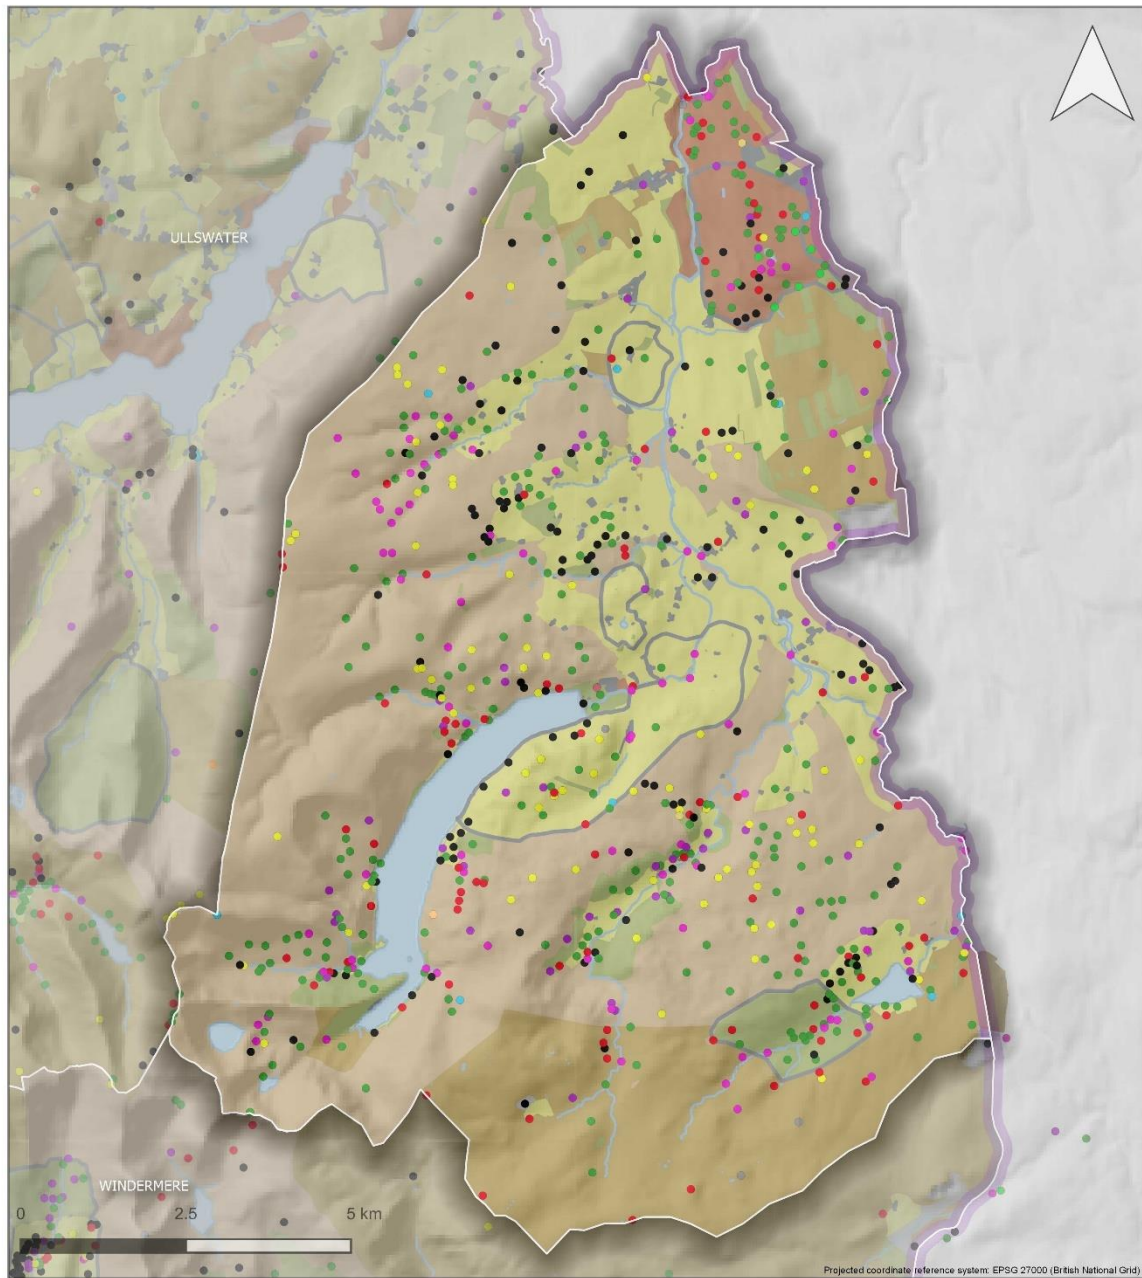 ULLSWATER
WINDERMERE
0 2.5 5 km
Projected coordinate reference system: EPSG 27000 (British National Grid)